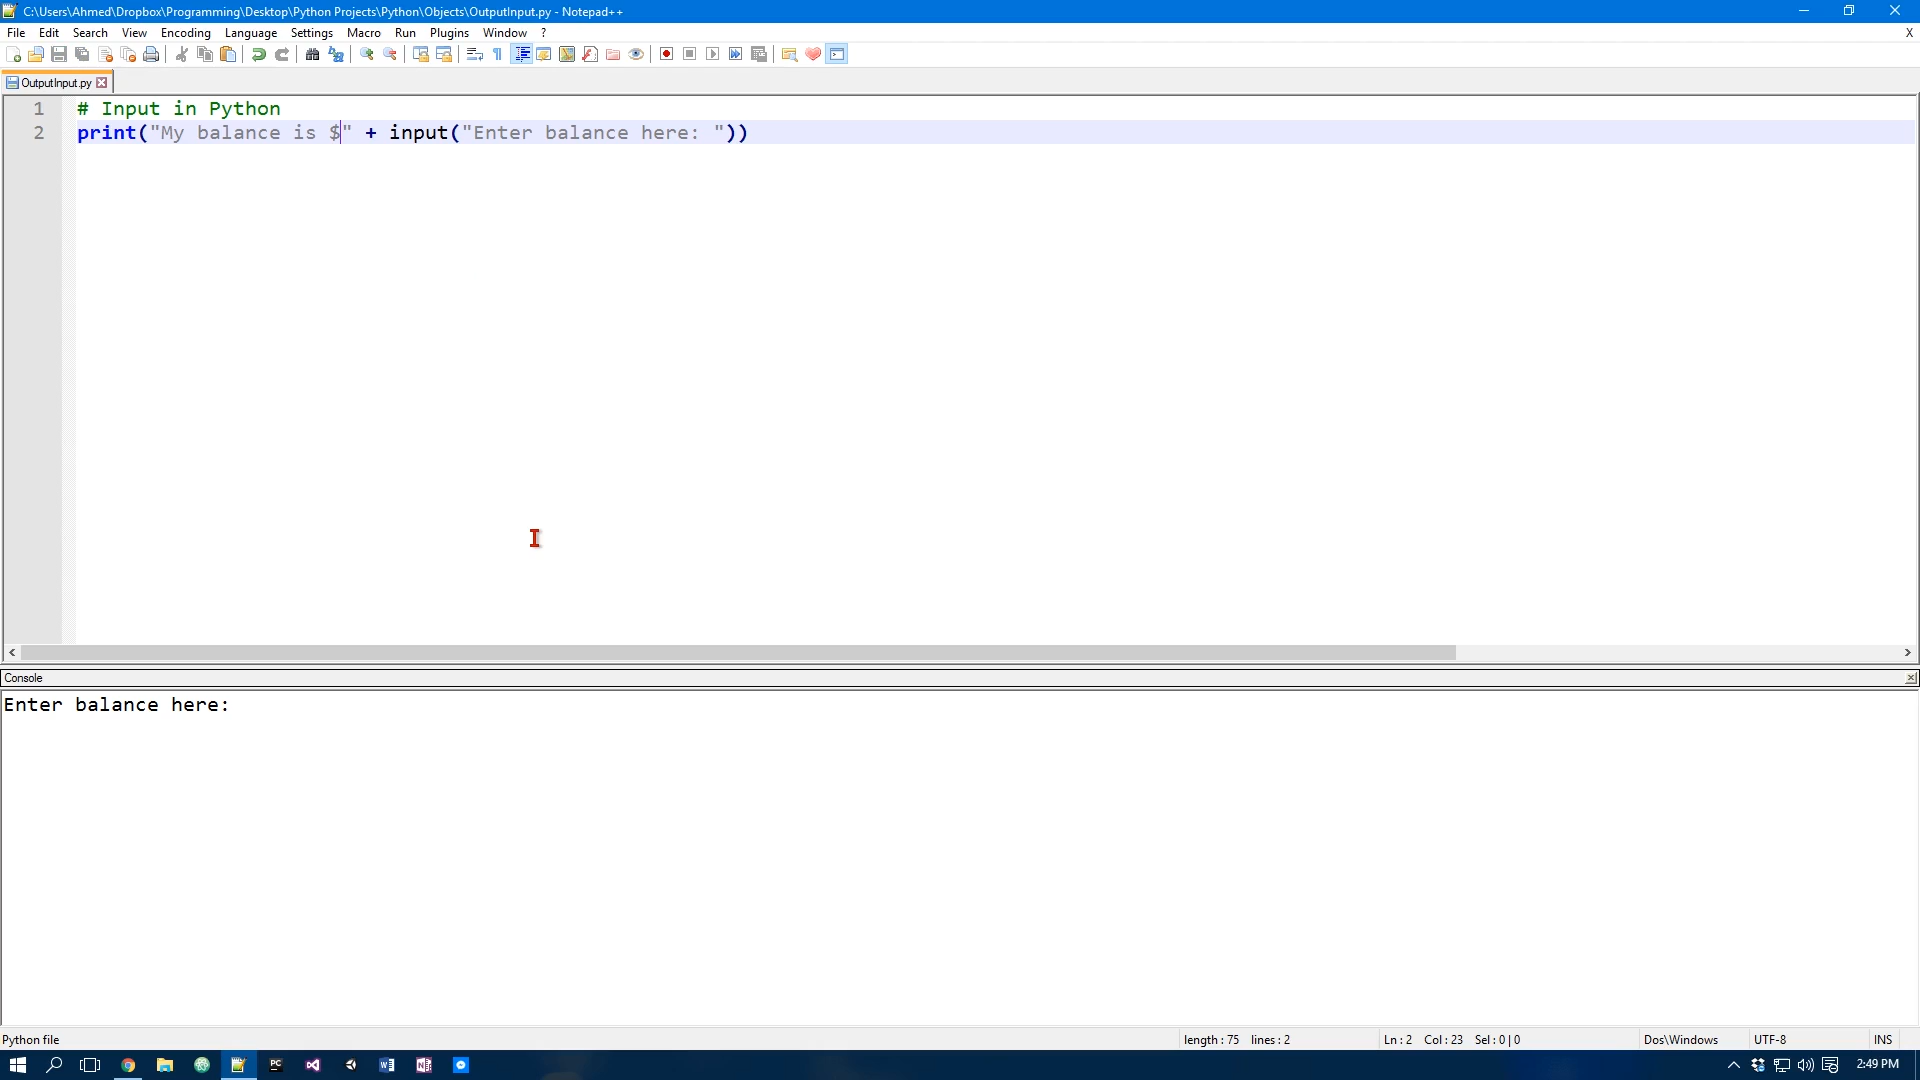 C:\Users\Ahmed\Dropbox\Programming\Desktop\Python Projects\Python\Objects\OutputInput.py - Notepad++
File Edit Search View Encoding Language Settings Macro Run Plugins Window ? X
OutputInput.py
1 # Input in Python
2 print("My balance is $" + input("Enter balance here: "))
Console
Enter balance here:
Python file length : 75 lines : 2 Ln : 2 Col : 23 Sel : 0 | 0 Dos\Windows UTF-8 INS
2:49 PM